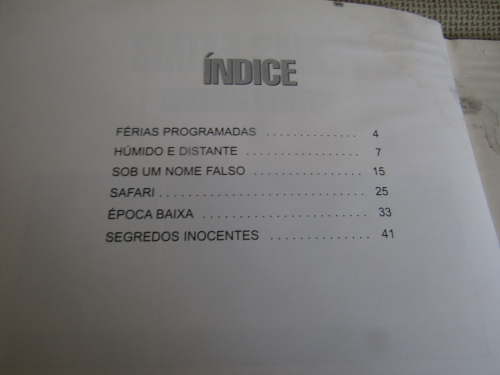 ÍNDICE
FÉRIAS PROGRAMADAS .............. 4
HÚMIDO E DISTANTE ................. 7
SOB UM NOME FALSO ............... 15
SAFARI ............................... 25
ÉPOCA BAIXA ........................ 33
SEGREDOS INOCENTES .............. 41